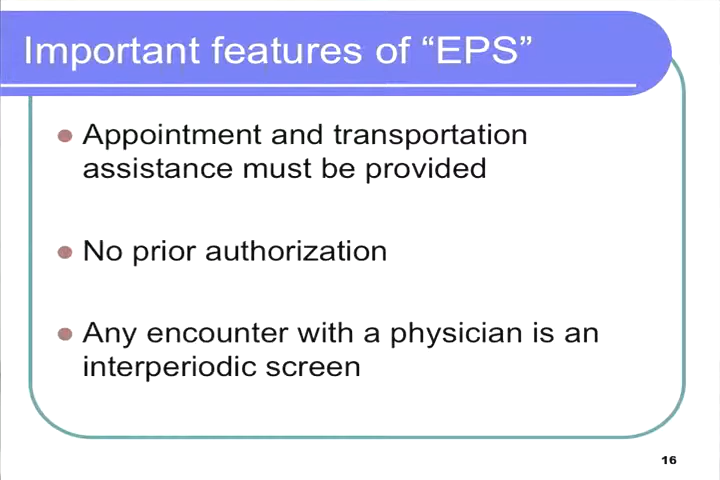 Important features of “EPS”
Appointment and transportation
assistance must be provided
No prior authorization
Any encounter with a physician is an
interperiodic screen
16